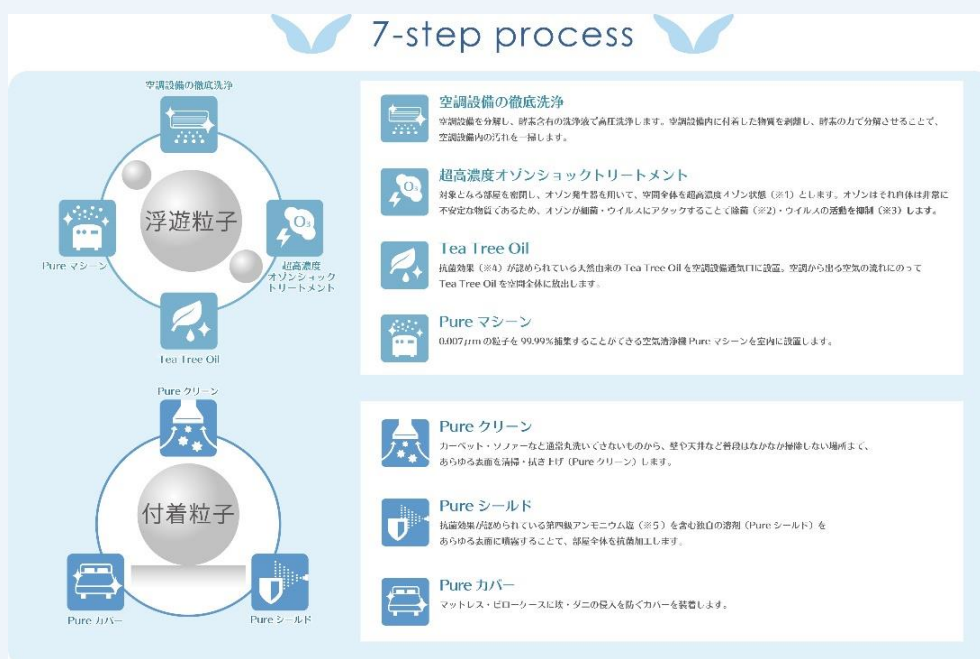 7-step process
空調設備の徹底洗浄
浮遊粒子
Pure マシーン
超高濃度
オゾンショック
トリートメント
Tea Tree Oil
空調設備の徹底洗浄
空調設備を分解し、酵素含有の洗浄液で高圧洗浄します。空調設備内に付着した物質を剥離し、酵素の力で分解させることで、
空調設備内の汚れを一掃します。
超高濃度オゾンショックトリートメント
対象となる部屋を密閉し、オゾン発生器を用いて、空間全体を超高濃度オゾン状態（※1）とします。オゾンはそれ自体は非常に
不安定な物質であるため、オゾンが細菌・ウイルスにアタックすることで除菌（※2）・ウイルスの活動を抑制（※3）します。
Tea Tree Oil
抗菌効果（※4）が認められている天然由来の Tea Tree Oil を空調設備通気口に設置。空調から出る空気の流れにのって
Tea Tree Oil を空間全体に放出します。
Pure マシーン
0.007μm の粒子を 99.99％捕集することができる空気清浄機 Pure マシーンを室内に設置します。
Pure クリーン
付着粒子
Pure カバー
Pure シールド
Pure クリーン
カーペット・ソファーなど通常丸洗いできないものから、壁や天井など普段はなかなか掃除しない場所まで、
あらゆる表面を清掃・拭き上げ（Pure クリーン）します。
Pure シールド
抗菌効果が認められている第四級アンモニウム塩（※5）を含む独自の溶剤（Pure シールド）を
あらゆる表面に噴霧することで、部屋全体を抗菌加工します。
Pure カバー
マットレス・ピローケースに埃・ダニの侵入を防ぐカバーを装着します。